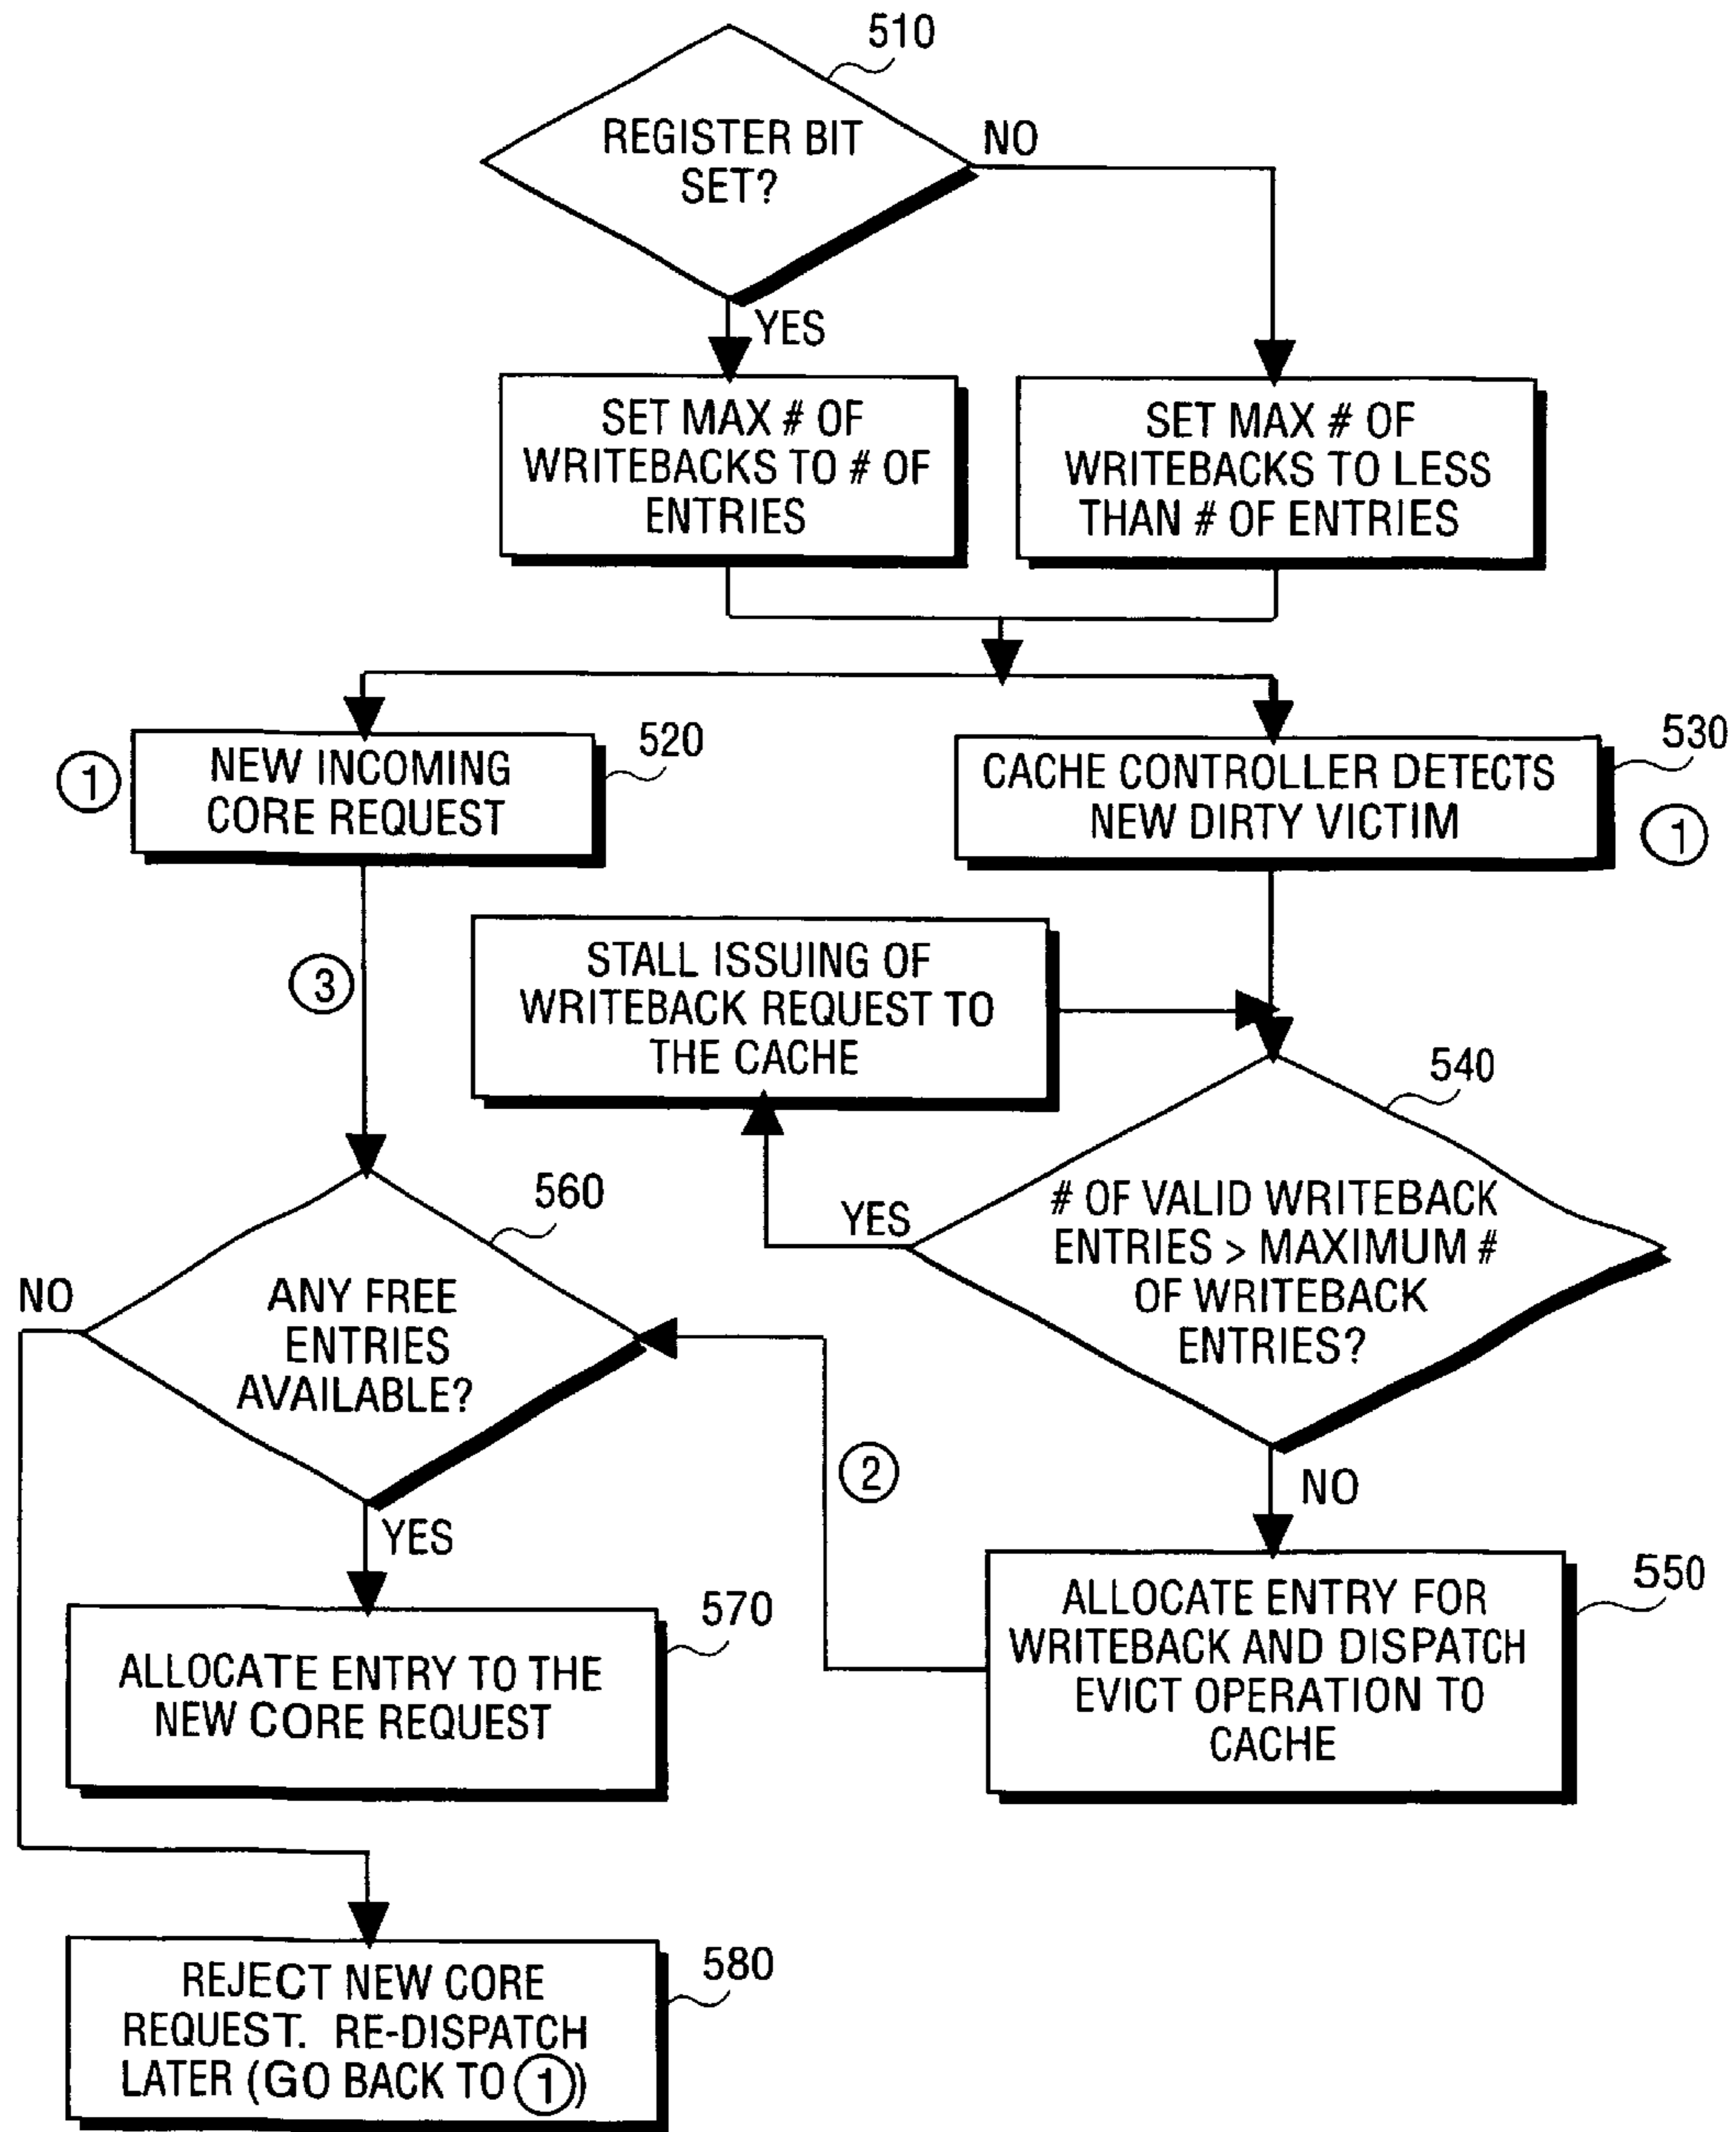 510
REGISTER BIT
SET?
NO
YES
SET MAX # OF
WRITEBACKS TO # OF
ENTRIES
SET MAX # OF
WRITEBACKS TO LESS
THAN # OF ENTRIES
1
NEW INCOMING
CORE REQUEST
520
CACHE CONTROLLER DETECTS
NEW DIRTY VICTIM
530
1
3
STALL ISSUING OF
WRITEBACK REQUEST TO
THE CACHE
540
# OF VALID WRITEBACK
ENTRIES > MAXIMUM #
OF WRITEBACK
ENTRIES?
YES
NO
560
ANY FREE
ENTRIES
AVAILABLE?
NO
YES
2
550
ALLOCATE ENTRY FOR
WRITEBACK AND DISPATCH
EVICT OPERATION TO
CACHE
570
ALLOCATE ENTRY TO THE
NEW CORE REQUEST
580
REJECT NEW CORE
REQUEST. RE-DISPATCH
LATER (GO BACK TO 1)